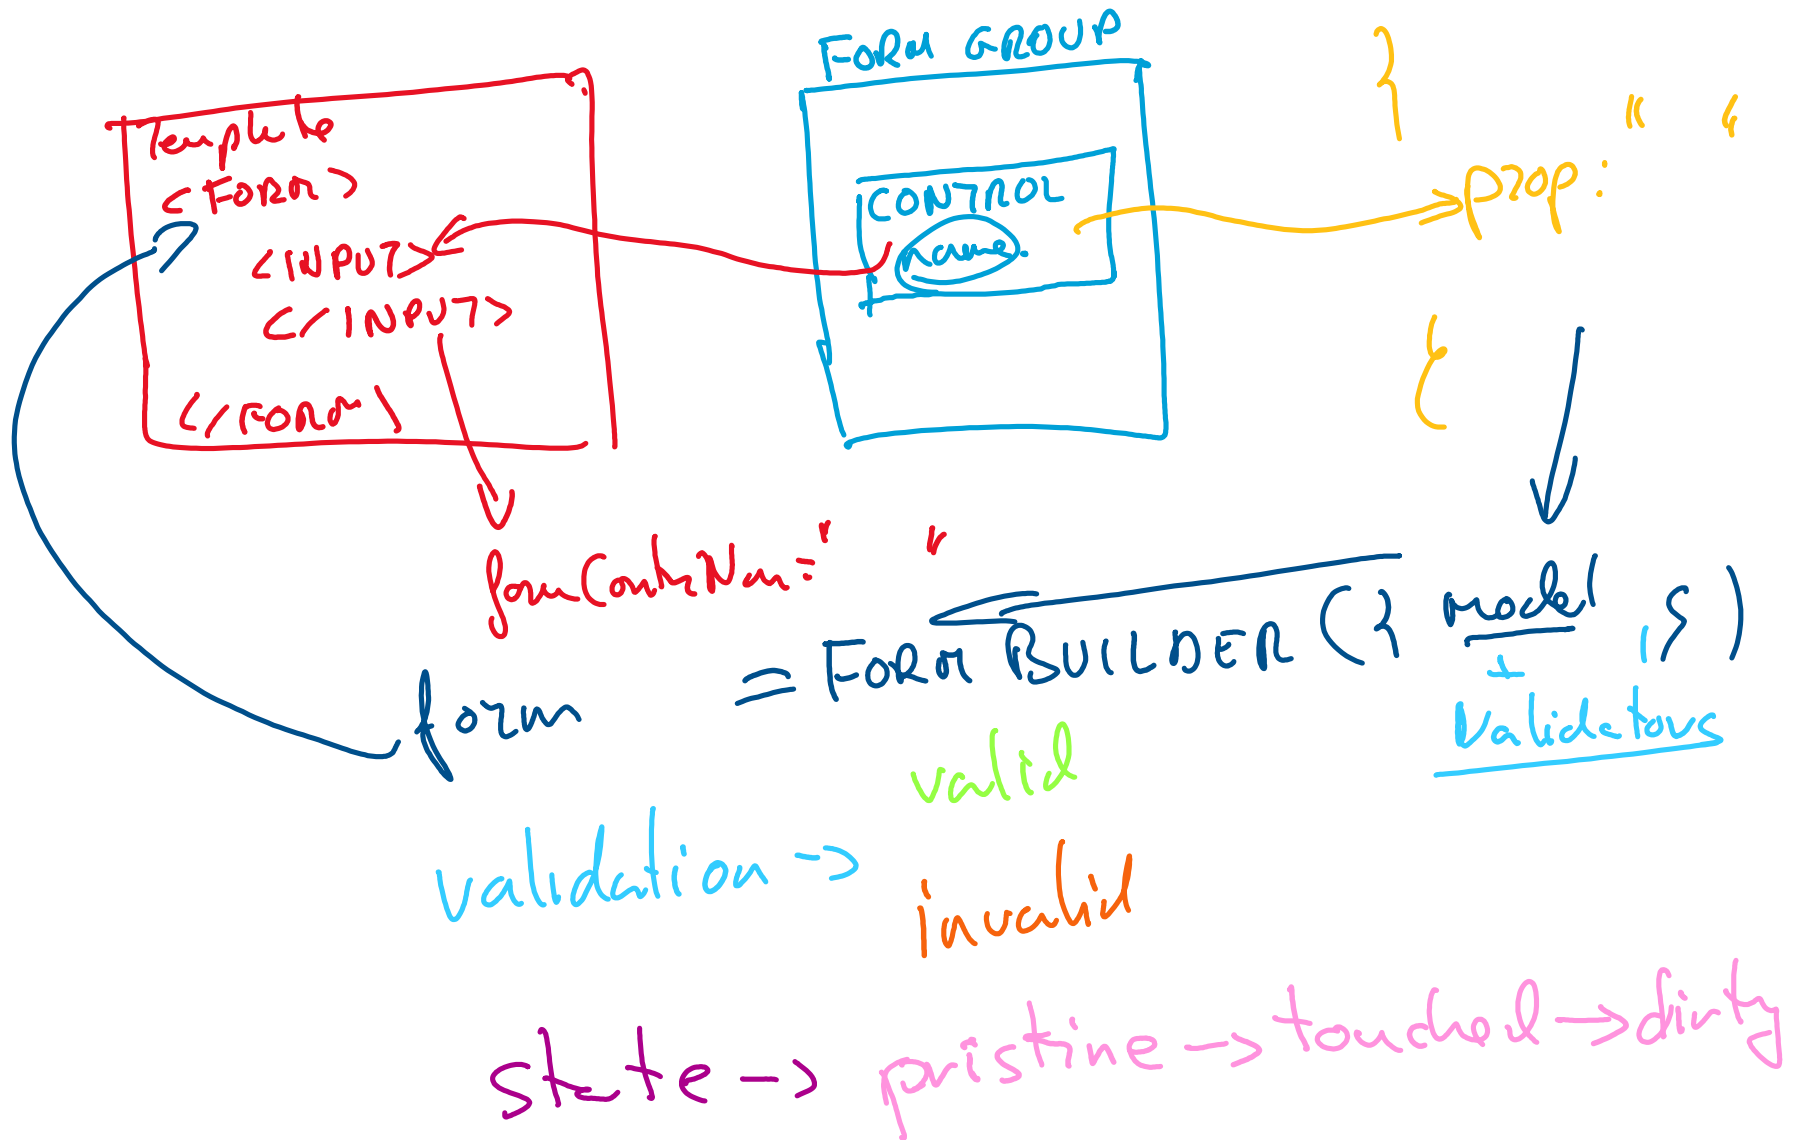 FORM GROUP
Template
<FORM>
<INPUT>
</INPUT>
</FORM>
CONTROL
name
{
prop: " "
}
formControlNam = " "
form = FORM BUILDER ({ model , })
+
Validators
validation -> valid
invalid
state -> pristine -> touched -> dirty